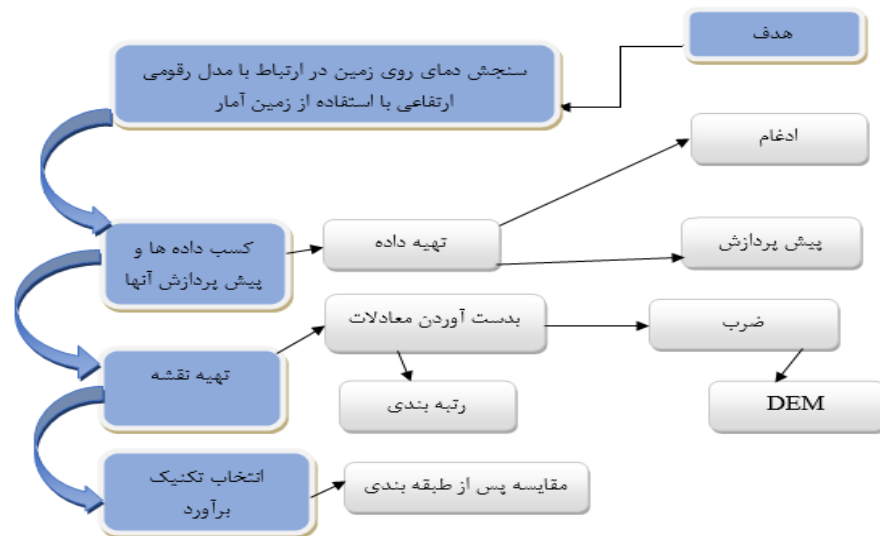 هدف
سنجش دمای روی زمین در ارتباط با مدل رقومی
ارتفاعی با استفاده از زمین آمار
ادغام
کسب داده ها و
پیش پردازش آنها
تهیه داده
پیش پردازش
تهیه نقشه
بدست آوردن معادلات
ضرب
رتبه بندی
DEM
انتخاب تکنیک
برآورد
مقایسه پس از طبقه بندی